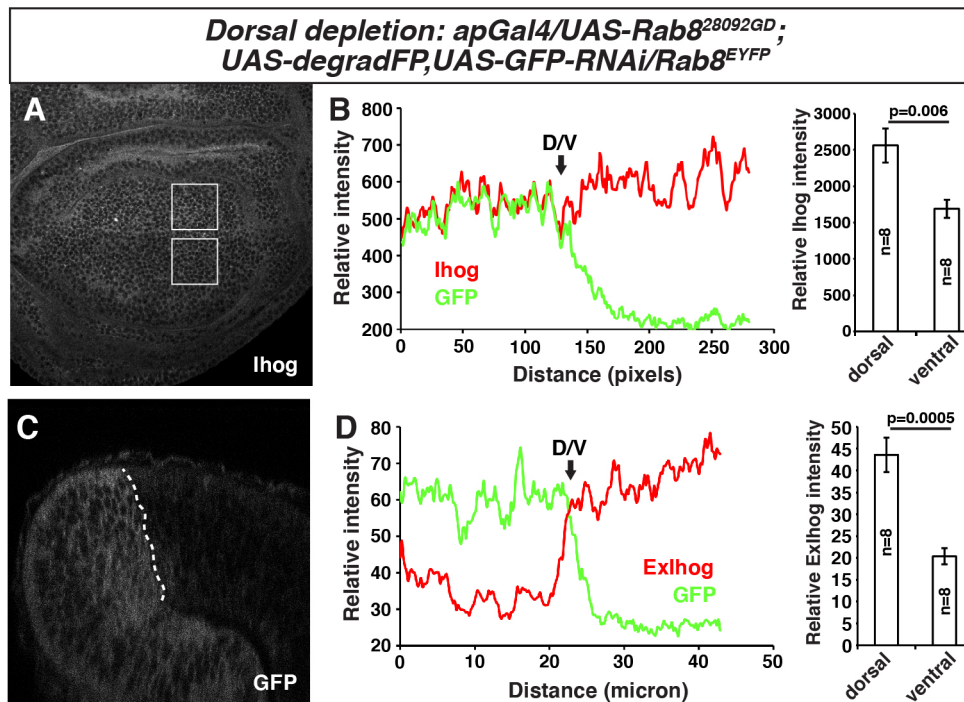 Dorsal depletion: apGal4/UAS-Rab8^28092GD;
UAS-degradFP,UAS-GFP-RNAi/Rab8^EYFP
A
Ihog
B
Relative intensity
800
700
600
500
400
300
200
D/V
Ihog
GFP
0 50 100 150 200 250 300
Distance (pixels)
Relative Ihog intensity
3000
2500
2000
1500
1000
500
0
p=0.006
n=8
n=8
dorsal
ventral
C
GFP
D
Relative intensity
80
70
60
50
40
30
20
D/V
ExIhog
GFP
0 10 20 30 40 50
Distance (micron)
Relative ExIhog intensity
50
45
40
35
30
25
20
15
10
5
0
p=0.0005
n=8
n=8
dorsal
ventral